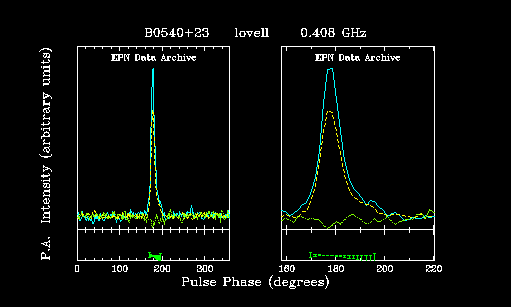 B0540+23 lovell 0.408 GHz
EPN Data Archive EPN Data Archive
Intensity (arbitrary units)
P.A.
0 100 200 300 160 180 200 220
Pulse Phase (degrees)